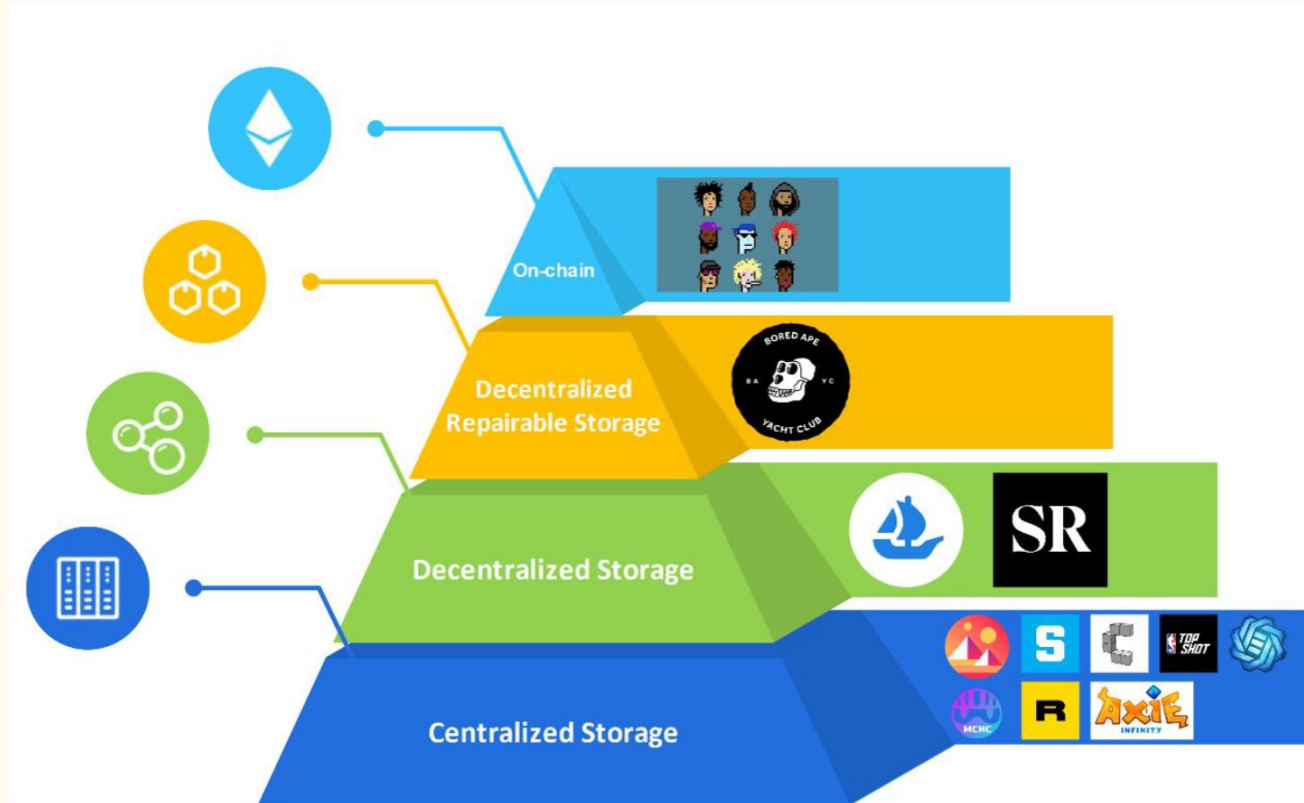 On-chain
BORED APE
BA YC
YACHT CLUB
Decentralized
Repairable Storage
SR
Decentralized Storage
S
C
TOP
SHOT
MCHC
R
AXIE
INFINITY
Centralized Storage